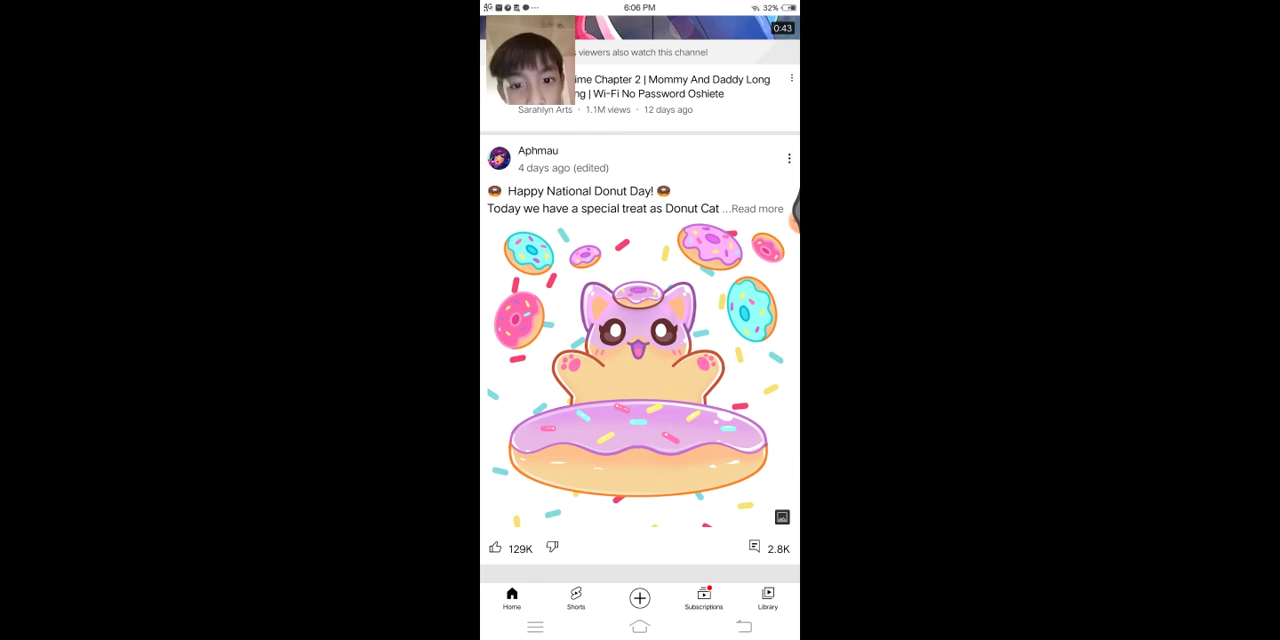 4G
6:06 PM
32%
0:43
viewers also watch this channel
ime Chapter 2 | Mommy And Daddy Long
ng | Wi-Fi No Password Oshiete
Sarahlyn Arts · 1.1M views · 12 days ago
Aphmau
4 days ago (edited)
🍩 Happy National Donut Day! 🍩
Today we have a special treat as Donut Cat ...Read more
129K
2.8K
Home
Shorts
Subscriptions
Library